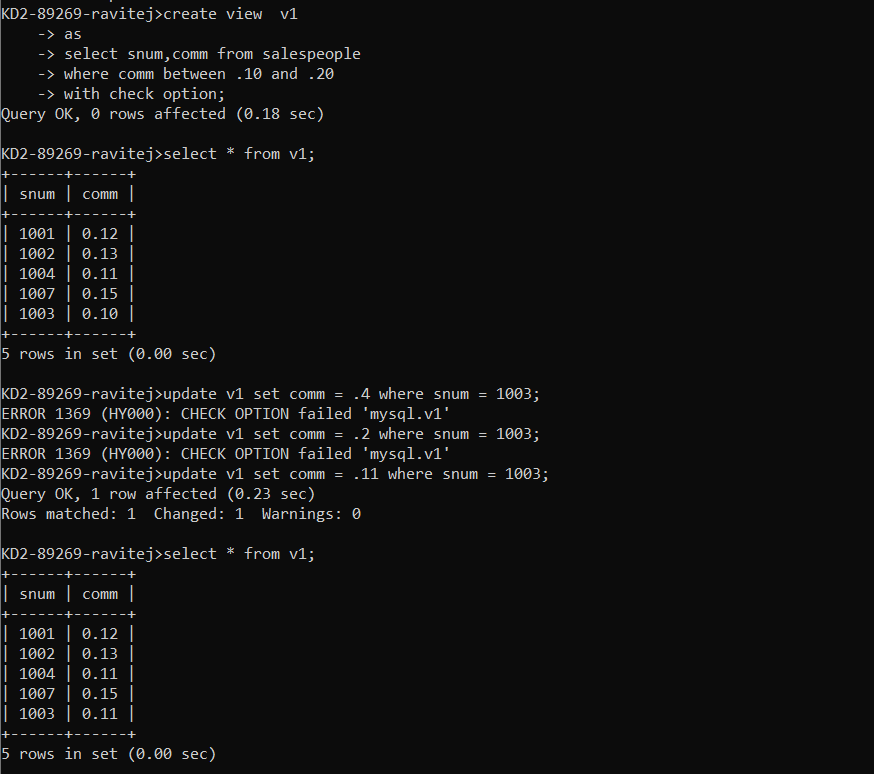 KD2-89269-ravitej>create view  v1
    -> as
    -> select snum,comm from salespeople
    -> where comm between .10 and .20
    -> with check option;
Query OK, 0 rows affected (0.18 sec)
KD2-89269-ravitej>select * from v1;
+------+------+
| snum | comm |
+------+------+
| 1001 | 0.12 |
| 1002 | 0.13 |
| 1004 | 0.11 |
| 1007 | 0.15 |
| 1003 | 0.10 |
+------+------+
5 rows in set (0.00 sec)
KD2-89269-ravitej>update v1 set comm = .4 where snum = 1003;
ERROR 1369 (HY000): CHECK OPTION failed 'mysql.v1'
KD2-89269-ravitej>update v1 set comm = .2 where snum = 1003;
ERROR 1369 (HY000): CHECK OPTION failed 'mysql.v1'
KD2-89269-ravitej>update v1 set comm = .11 where snum = 1003;
Query OK, 1 row affected (0.23 sec)
Rows matched: 1  Changed: 1  Warnings: 0
KD2-89269-ravitej>select * from v1;
+------+------+
| snum | comm |
+------+------+
| 1001 | 0.12 |
| 1002 | 0.13 |
| 1004 | 0.11 |
| 1007 | 0.15 |
| 1003 | 0.11 |
+------+------+
5 rows in set (0.00 sec)